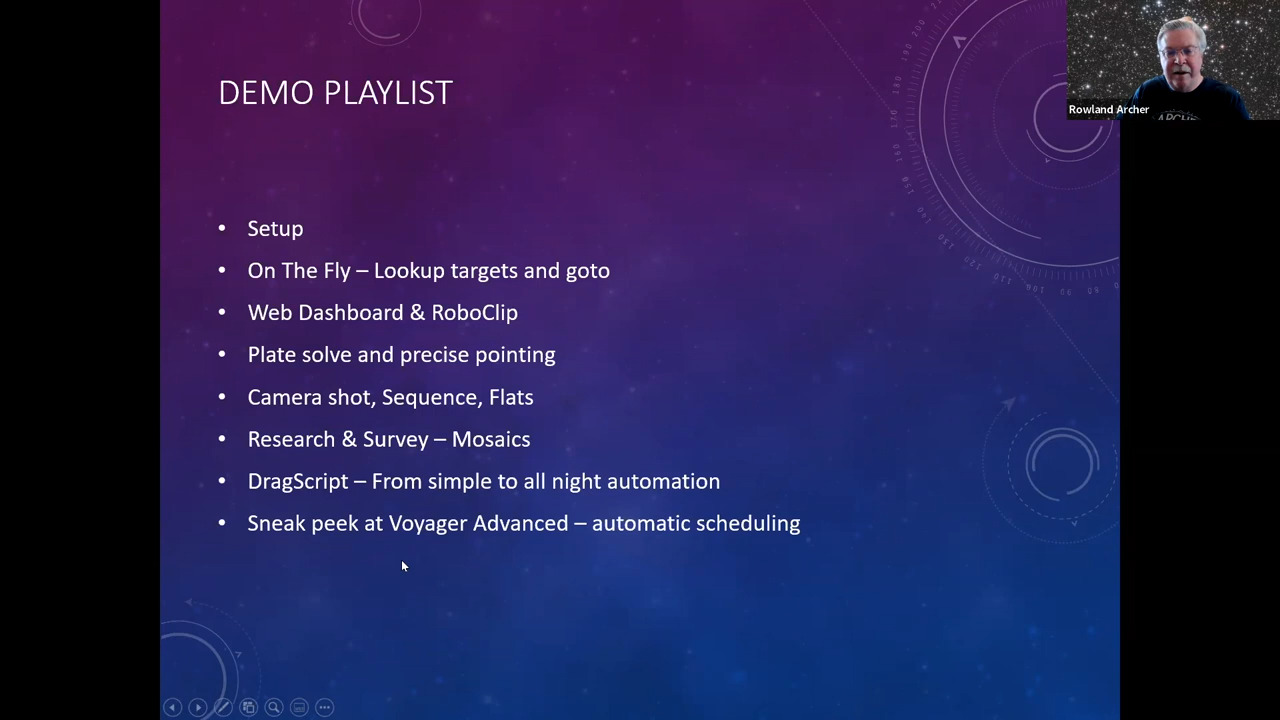 DEMO PLAYLIST
• Setup
• On The Fly – Lookup targets and goto
• Web Dashboard & RoboClip
• Plate solve and precise pointing
• Camera shot, Sequence, Flats
• Research & Survey – Mosaics
• DragScript – From simple to all night automation
• Sneak peek at Voyager Advanced – automatic scheduling
Rowland Archer